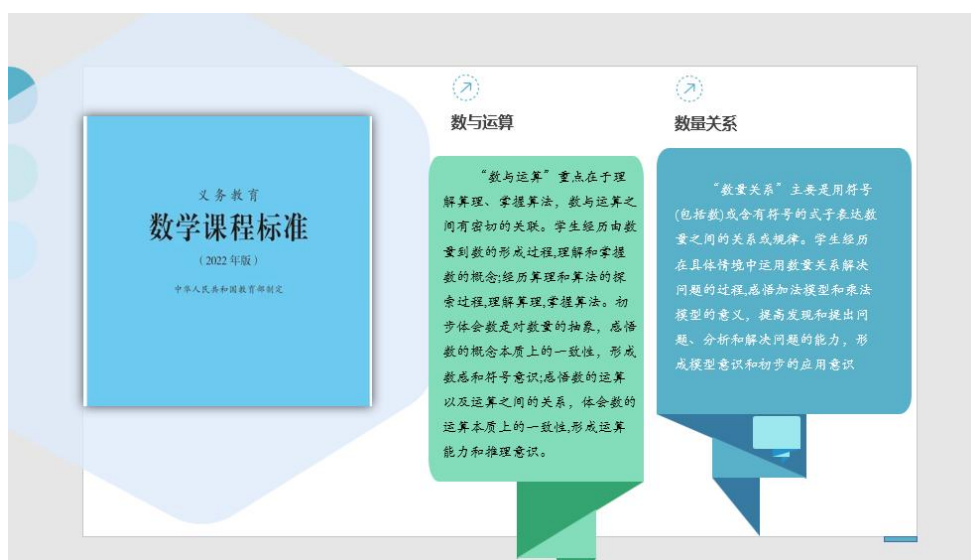 义务教育
数学课程标准
(2022年版)
中华人民共和国教育部制定
数与运算
“数与运算”重点在于理
解算理、掌握算法，数与运算之
间有密切的关联。学生经历由数
量到数的形成过程,理解和掌握
数的概念;经历算理和算法的探
索过程,理解算理,掌握算法。初
步体会数是对数量的抽象，感悟
数的概念本质上的一致性，形成
数感和符号意识;感悟数的运算
以及运算之间的关系，体会数的
运算本质上的一致性,形成运算
能力和推理意识。
数量关系
“数量关系”主要是用符号
(包括数)或含有符号的式子表达数
量之间的关系或规律。学生经历
在具体情境中运用数量关系解决
问题的过程,感悟加法模型和乘法
模型的意义，提高发现和提出问
题、分析和解决问题的能力，形
成模型意识和初步的应用意识